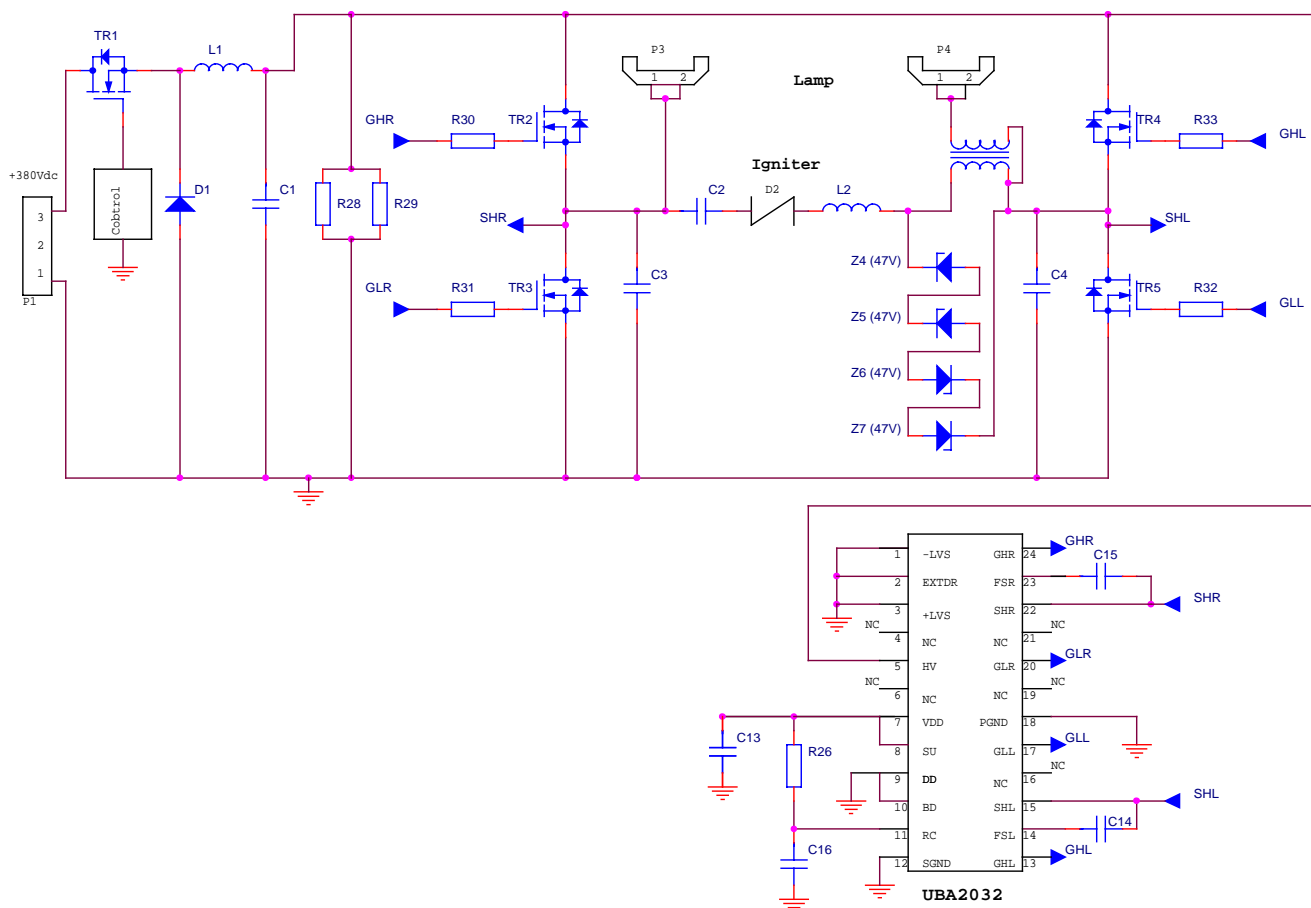 TR1
L1
P3
1 2
Lamp
P4
1 2
GHR
R30
TR2
TR4
R33
GHL
Igniter
+380Vdc
3
2
1
P1
Cobtrol
D1
C1
R28
R29
SHR
C2
D2
L2
SHL
GLR
R31
TR3
C3
Z4 (47V)
Z5 (47V)
Z6 (47V)
Z7 (47V)
C4
TR5
R32
GLL
1 -LVS GHR 24 GHR
C15
2 EXTDR FSR 23
3 +LVS SHR 22 SHR
NC 4 NC NC 21 NC
5 HV GLR 20 GLR
NC 6 NC NC 19 NC
7 VDD PGND 18
C13
R26
8 SU GLL 17 GLL
9 DD NC 16 NC
10 BD SHL 15 SHL
11 RC FSL 14 C14
C16
12 SGND GHL 13 GHL
UBA2032